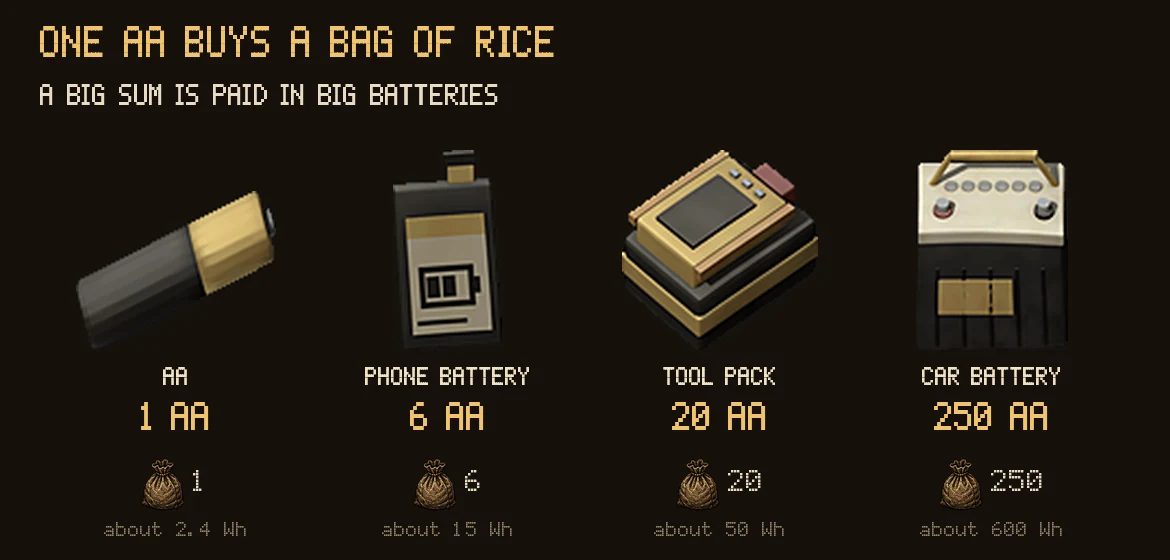 ONE AA BUYS A BAG OF RICE
A BIG SUM IS PAID IN BIG BATTERIES
AA
1 AA
1
about 2.4 Wh
PHONE BATTERY
6 AA
6
about 15 Wh
TOOL PACK
20 AA
20
about 50 Wh
CAR BATTERY
250 AA
250
about 600 Wh